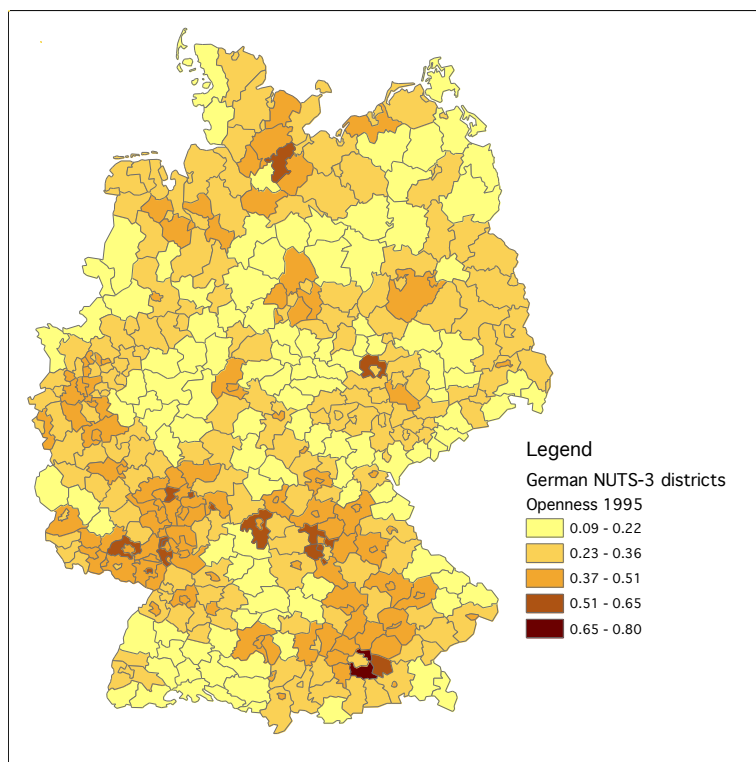 Legend
German NUTS-3 districts
Openness 1995
0.09 - 0.22
0.23 - 0.36
0.37 - 0.51
0.51 - 0.65
0.65 - 0.80